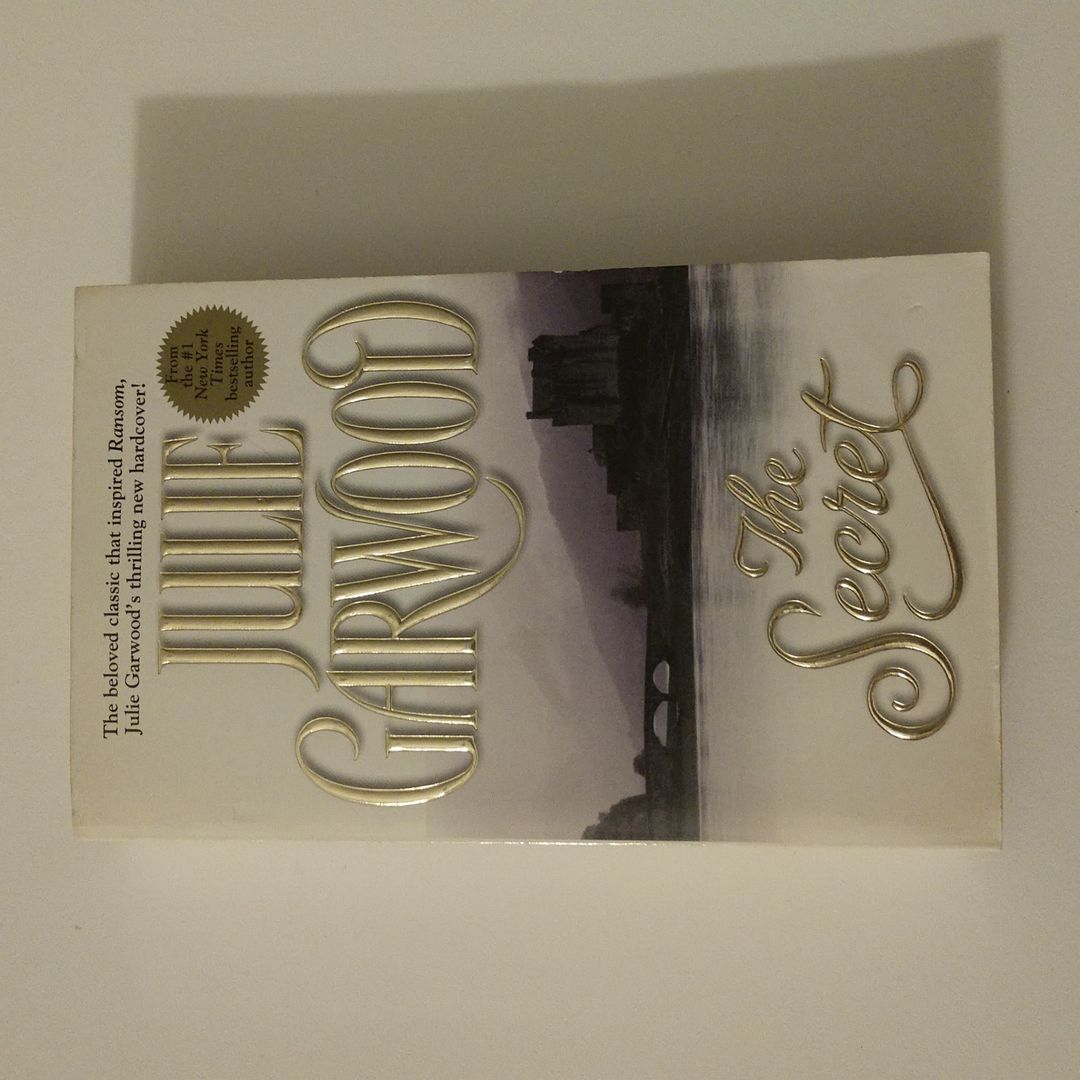 The beloved classic that inspired Ransom,
Julie Garwood's thrilling new hardcover!
From
the #1
New York
Times
bestselling
author
JULIE
GARWOOD
The
Secret